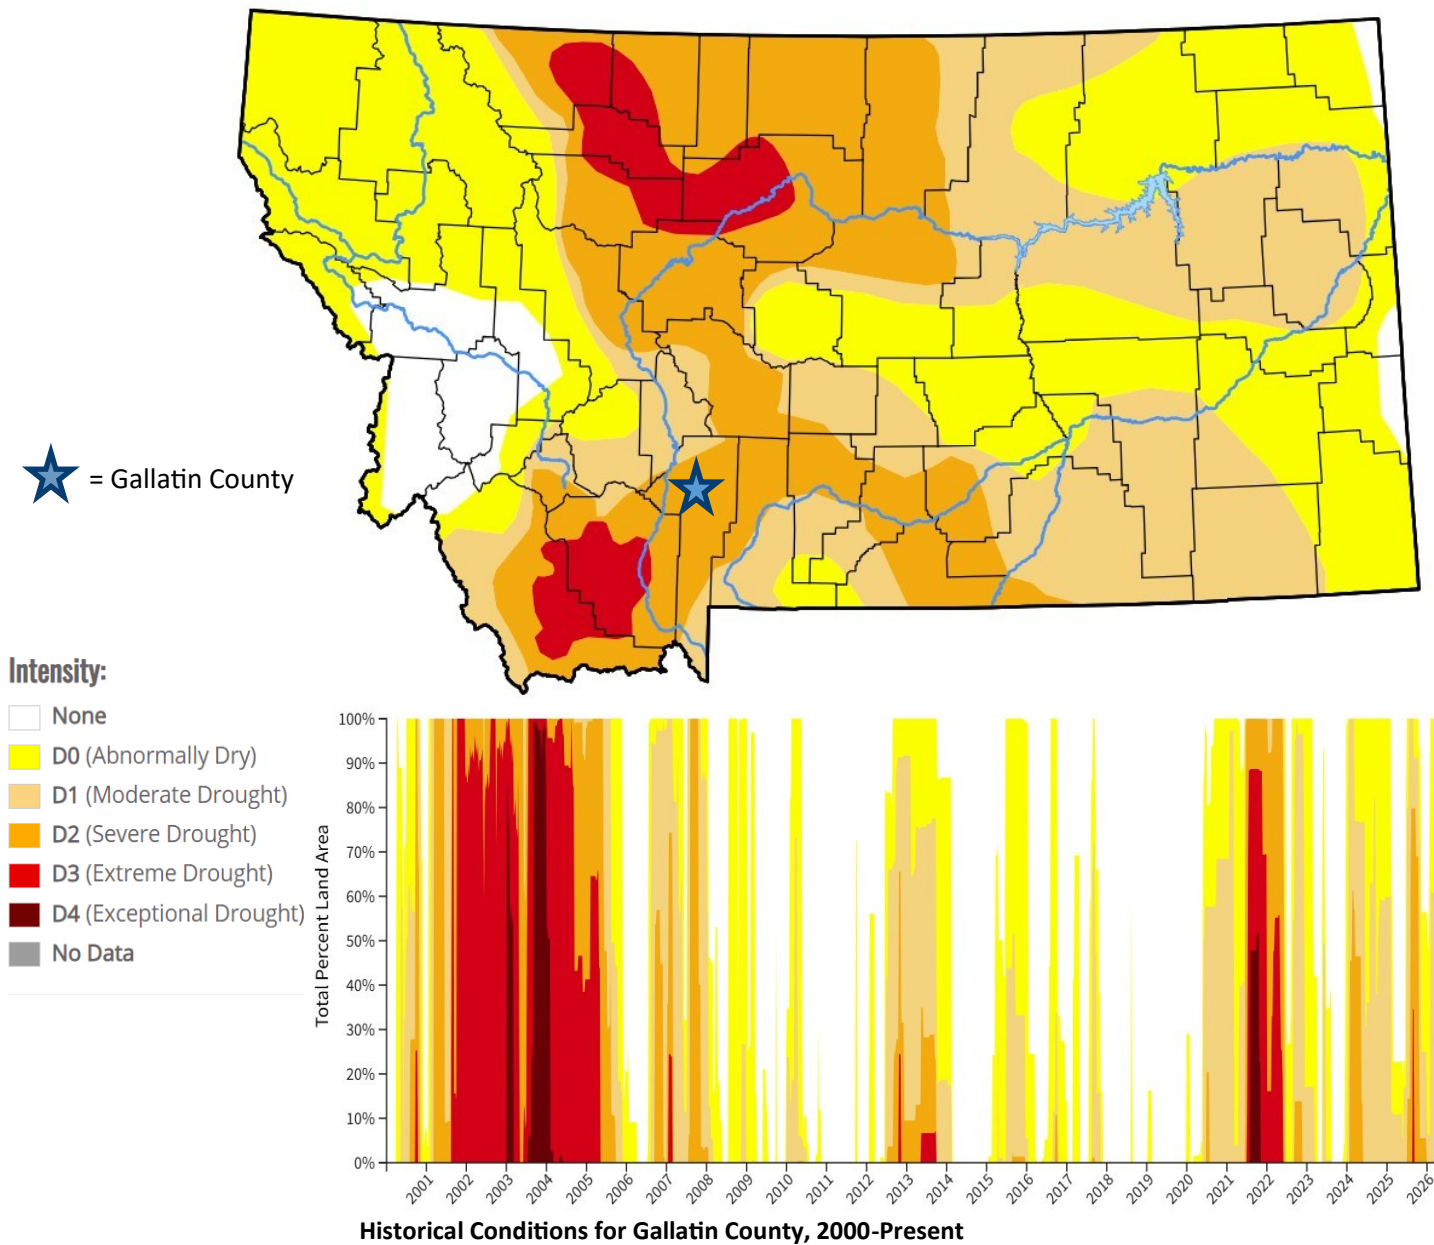 = Gallatin County
Intensity:
None
D0 (Abnormally Dry)
D1 (Moderate Drought)
D2 (Severe Drought)
D3 (Extreme Drought)
D4 (Exceptional Drought)
No Data
Total Percent Land Area
100%
90%
80%
70%
60%
50%
40%
30%
20%
10%
0%
2001 2002 2003 2004 2005 2006 2007 2008 2009 2010 2011 2012 2013 2014 2015 2016 2017 2018 2019 2020 2021 2022 2023 2024 2025 2026
Historical Conditions for Gallatin County, 2000-Present